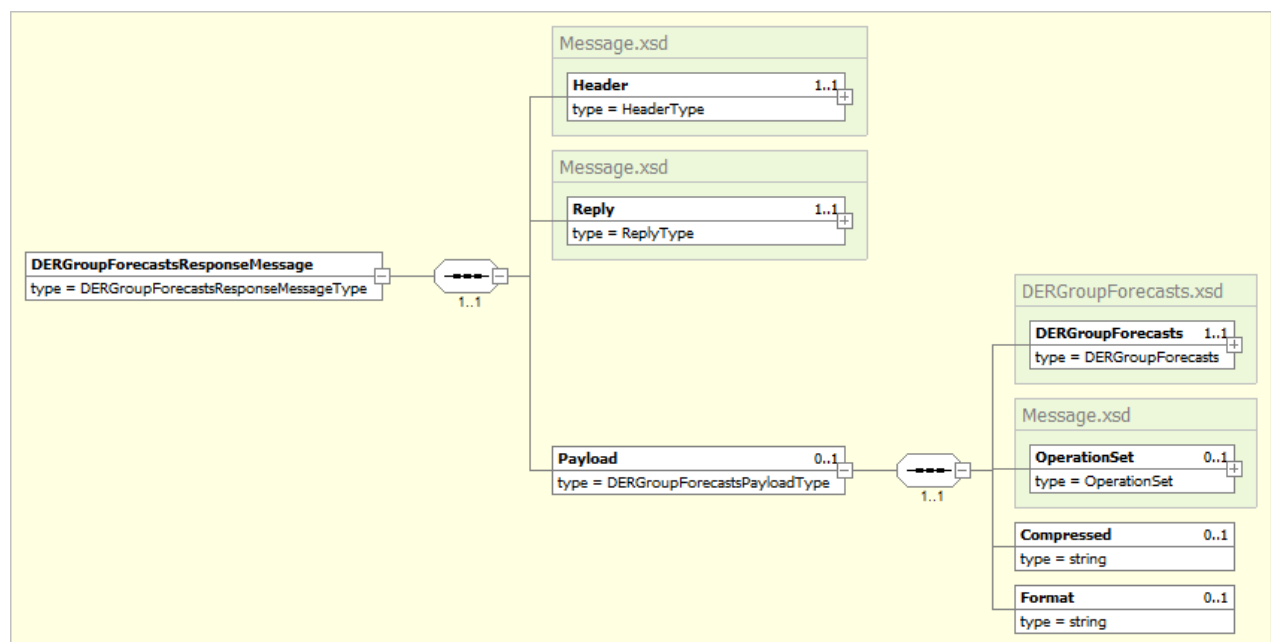 Message.xsd
Header 1..1
type = HeaderType
Message.xsd
Reply 1..1
type = ReplyType
DERGroupForecastsResponseMessage
type = DERGroupForecastsResponseMessageType
1..1
DERGroupForecasts.xsd
DERGroupForecasts 1..1
type = DERGroupForecasts
Message.xsd
Payload 0..1
type = DERGroupForecastsPayloadType
1..1
OperationSet 0..1
type = OperationSet
Compressed 0..1
type = string
Format 0..1
type = string